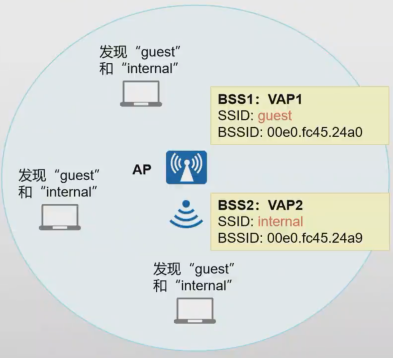 发现“guest”
和“internal”
BSS1：VAP1
SSID: guest
BSSID: 00e0.fc45.24a0
发现“guest”
和“internal”
AP
BSS2：VAP2
SSID: internal
BSSID: 00e0.fc45.24a9
发现“guest”
和“internal”